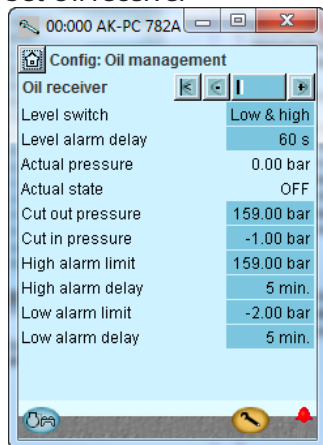 Set Oil receiver
00:000 AK-PC 782A
Config: Oil management
Oil receiver
Level switch Low & high
Level alarm delay 60 s
Actual pressure 0.00 bar
Actual state OFF
Cut out pressure 159.00 bar
Cut in pressure -1.00 bar
High alarm limit 159.00 bar
High alarm delay 5 min.
Low alarm limit -2.00 bar
Low alarm delay 5 min.